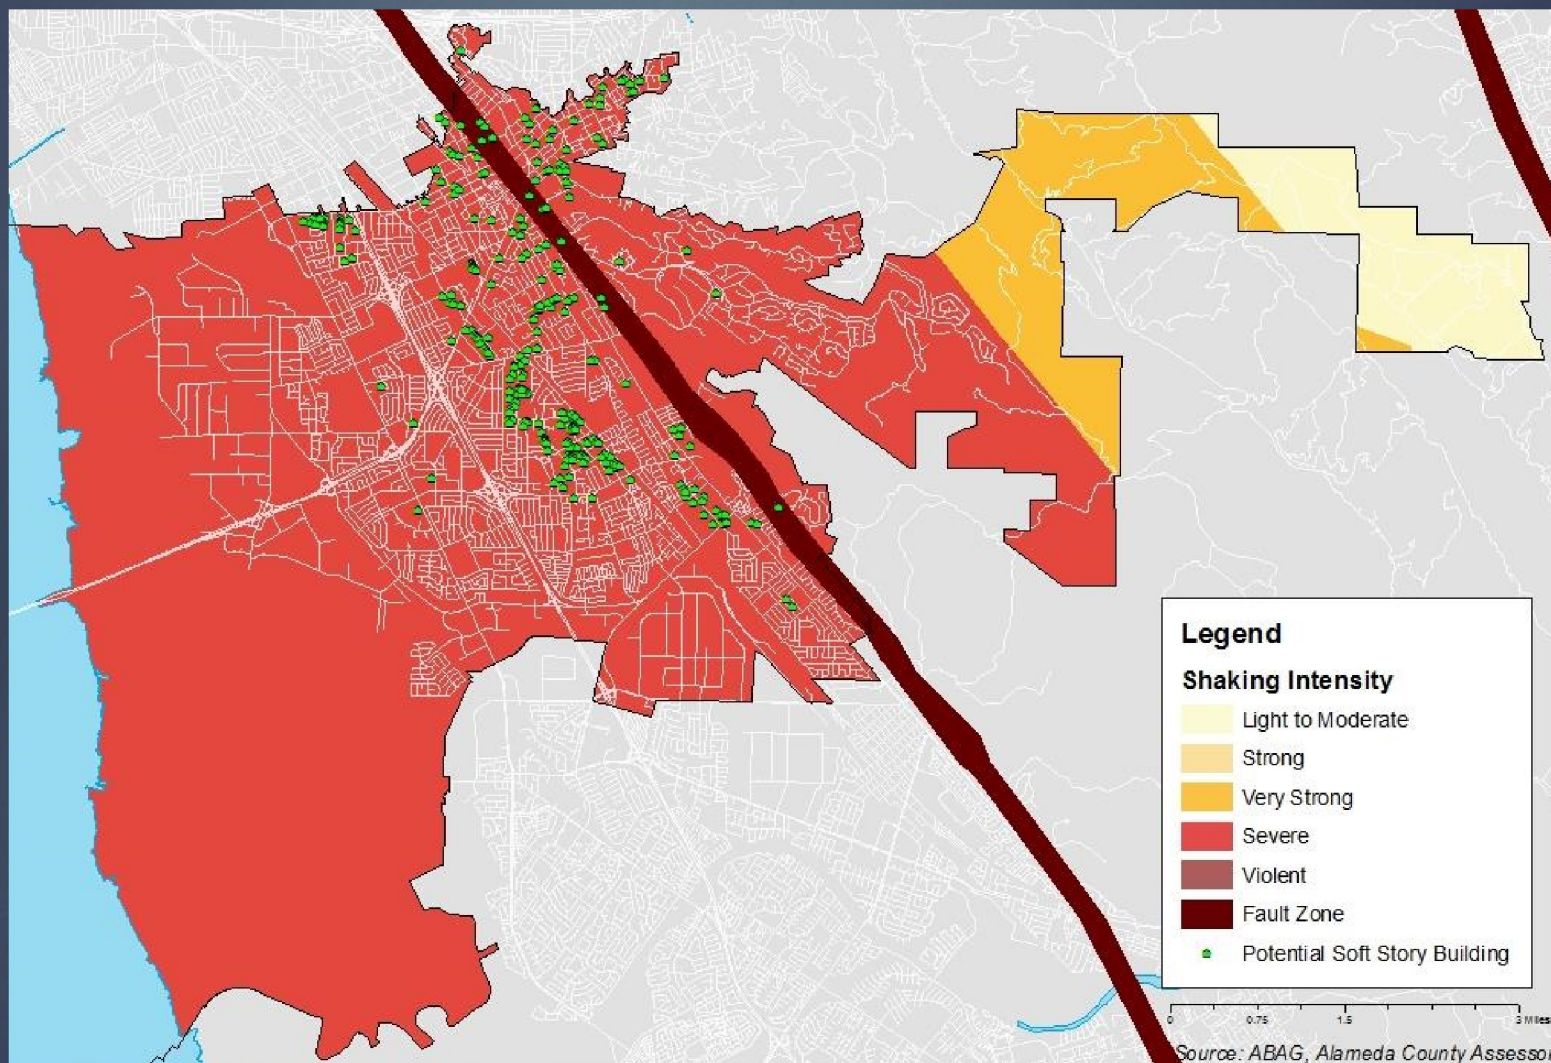 Legend
Shaking Intensity
Light to Moderate
Strong
Very Strong
Severe
Violent
Fault Zone
Potential Soft Story Building
0 0.75 1.5 3 Miles
Source: ABAG, Alameda County Assessor